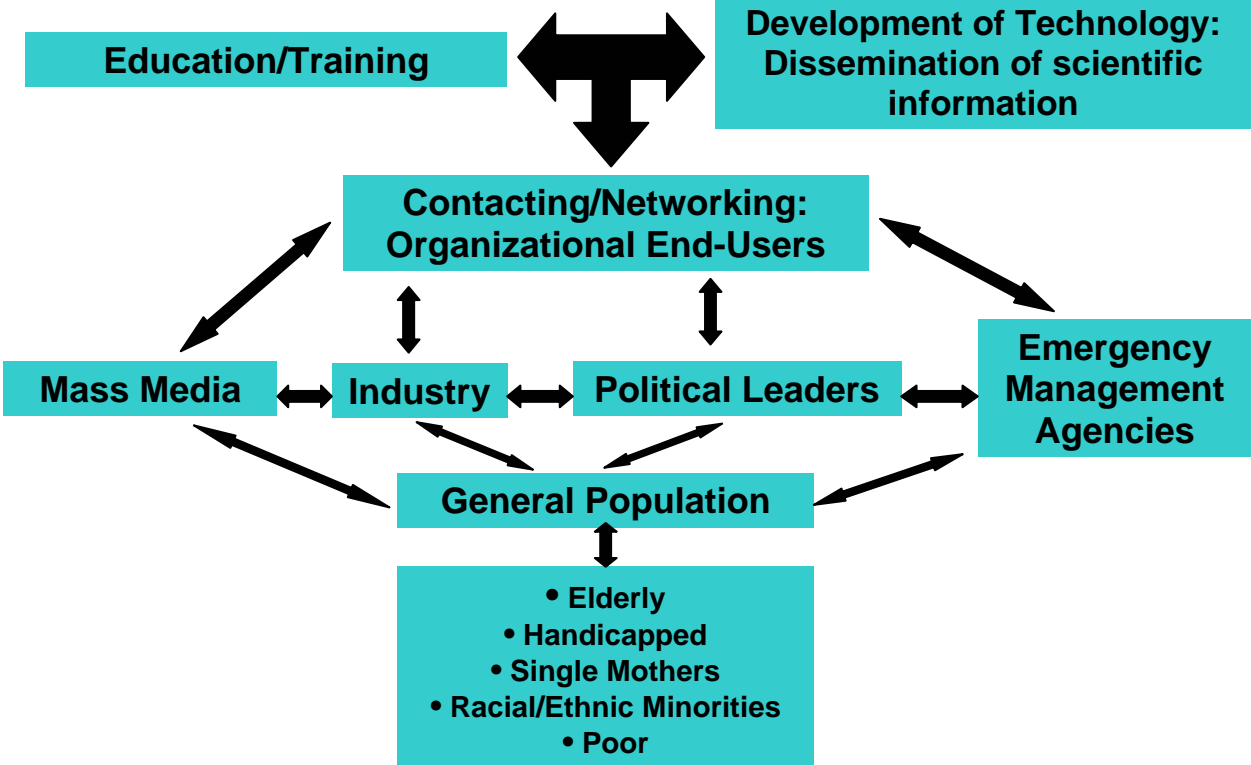 Education/Training
Development of Technology:
Dissemination of scientific
information
Contacting/Networking:
Organizational End-Users
Mass Media
Industry
Political Leaders
Emergency
Management
Agencies
General Population
• Elderly
• Handicapped
• Single Mothers
• Racial/Ethnic Minorities
• Poor